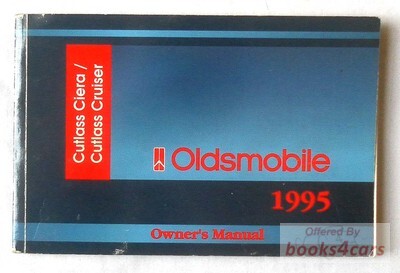 Cutlass Ciera /
Cutlass Cruiser
Oldsmobile
1995
Owner's Manual
Offered By
books4cars